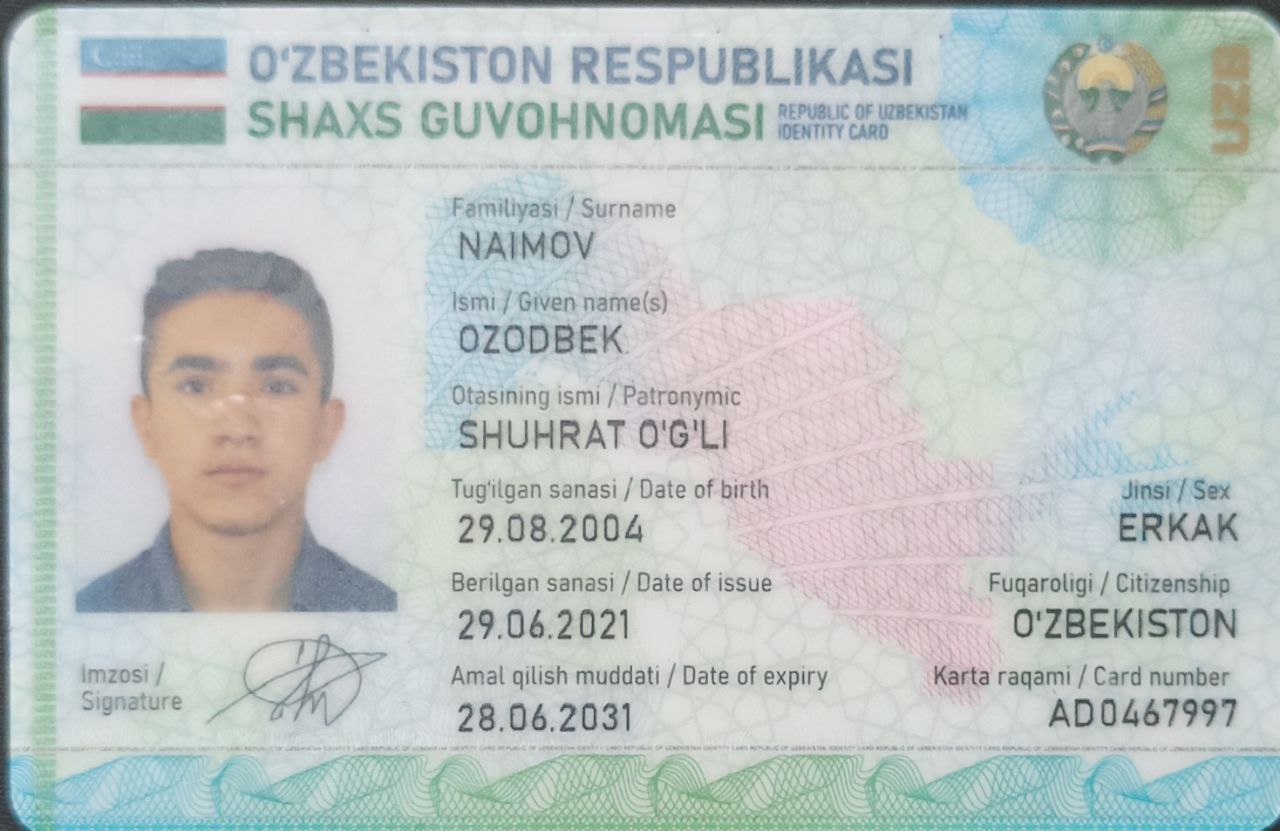 O'ZBEKISTON RESPUBLIKASI
SHAXS GUVOHNOMASI
REPUBLIC OF UZBEKISTAN
IDENTITY CARD
UZB
Familiyasi / Surname
NAIMOV
Ismi / Given name(s)
OZODBEK
Otasining ismi / Patronymic
SHUHRAT O'G'LI
Tug'ilgan sanasi / Date of birth
29.08.2004
Jinsi / Sex
ERKAK
Berilgan sanasi / Date of issue
29.06.2021
Fuqaroligi / Citizenship
O'ZBEKISTON
Amal qilish muddati / Date of expiry
28.06.2031
Karta raqami / Card number
AD0467997
Imzosi /
Signature